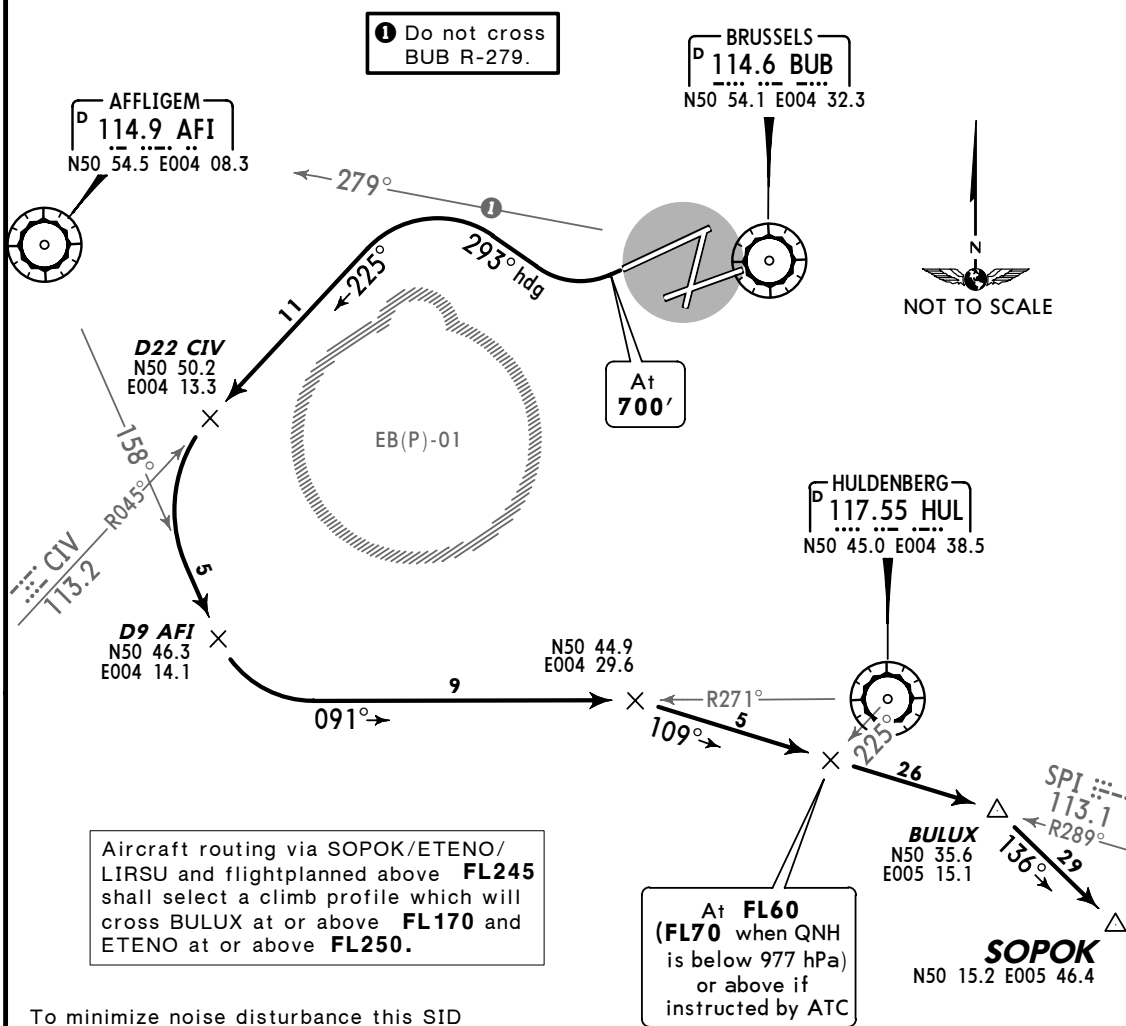 ❶ Do not cross
BUB R-279.
BRUSSELS
D 114.6 BUB
N50 54.1 E004 32.3
AFFLIGEM
D 114.9 AFI
N50 54.5 E004 08.3
279°
1
293° hdg
225°
11
N
NOT TO SCALE
D22 CIV
N50 50.2
E004 13.3
At
700'
EB(P)-01
158°
R045°
CIV
113.2
5
HULDENBERG
D 117.55 HUL
N50 45.0 E004 38.5
D9 AFI
N50 46.3
E004 14.1
N50 44.9
E004 29.6
9
091°
R271°
109°
5
225°
26
SPI
113.1
R289°
BULUX
N50 35.6
E005 15.1
136°
29
SOPOK
N50 15.2 E005 46.4
Aircraft routing via SOPOK/ETENO/
LIRSU and flightplanned above FL245
shall select a climb profile which will
cross BULUX at or above FL170 and
ETENO at or above FL250.
At FL60
(FL70 when QNH
is below 977 hPa)
or above if
instructed by ATC
To minimize noise disturbance this SID